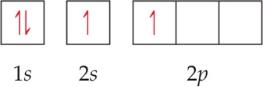 ⥮ ↿ ↿
1s 2s 2p